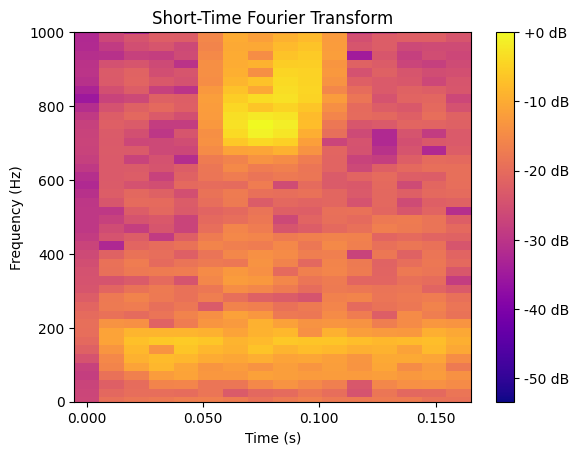 Short-Time Fourier Transform
1000
800
600
400
200
0
Frequency (Hz)
0.000
0.050
0.100
0.150
Time (s)
+0 dB
-10 dB
-20 dB
-30 dB
-40 dB
-50 dB